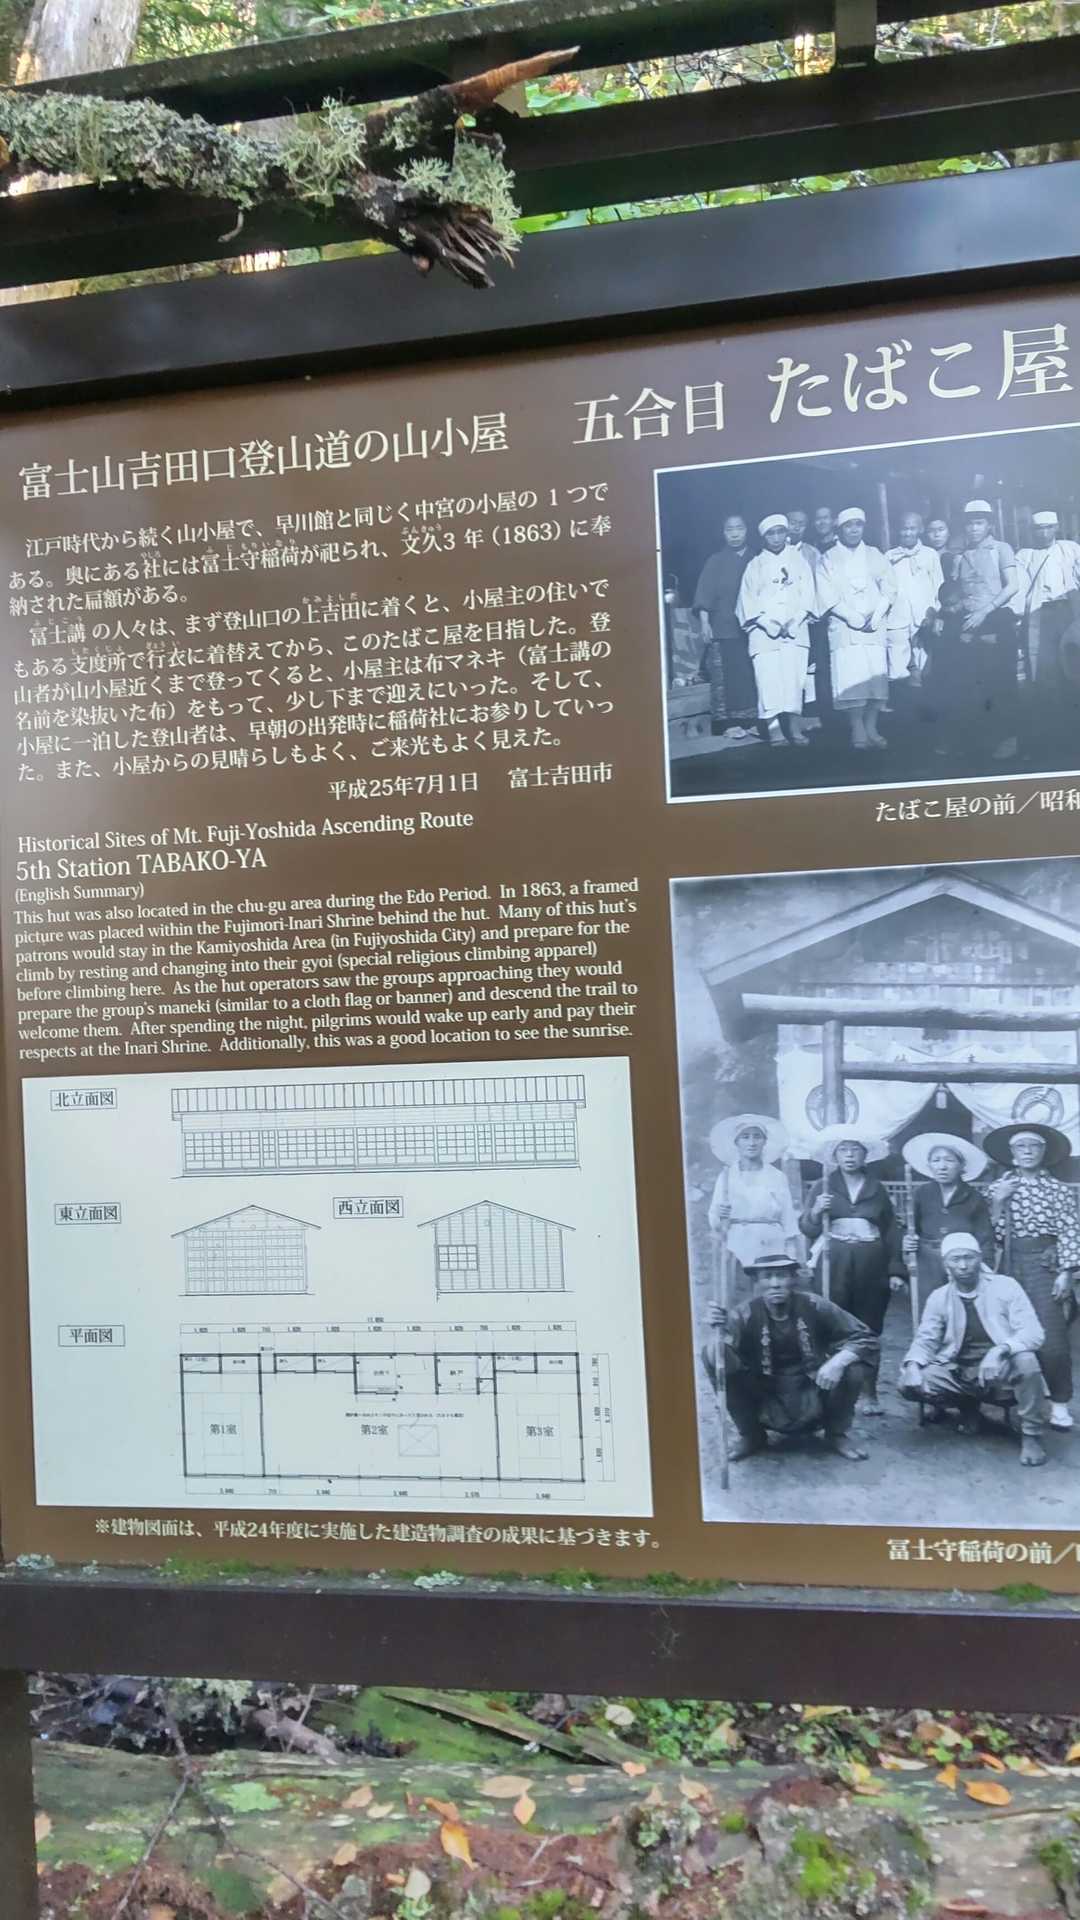 富士山吉田口登山道の山小屋　五合目 たばこ屋
江戸時代から続く山小屋で、早川館と同じく中宮の小屋の 1 つで
ある。奥にある社には富士守稲荷が祀られ、文久3 年（1863）に奉
納された扁額がある。
富士講 の人々は、まず登山口の上吉田に着くと、小屋主の住いで
もある支度所で行衣に着替えてから、このたばこ屋を目指した。登
山者が山小屋近くまで登ってくると、小屋主は布マネキ（富士講の
名前を染抜いた布）をもって、少し下まで迎えにいった。そして、
小屋に一泊した登山者は、早朝の出発時に稲荷社にお参りしていっ
た。また、小屋からの見晴らしもよく、ご来光もよく見えた。
平成25年7月1日　富士吉田市
Historical Sites of Mt. Fuji-Yoshida Ascending Route
5th Station TABAKO-YA
(English Summary)
This hut was also located in the chu-gu area during the Edo Period. In 1863, a framed
picture was placed within the Fujimori-Inari Shrine behind the hut. Many of this hut's
patrons would stay in the Kamiyoshida Area (in Fujiyoshida City) and prepare for the
climb by resting and changing into their gyoi (special religious climbing apparel)
before climbing here. As the hut operators saw the groups approaching they would
prepare the group's maneki (similar to a cloth flag or banner) and descend the trail to
welcome them. After spending the night, pilgrims would wake up early and pay their
respects at the Inari Shrine. Additionally, this was a good location to see the sunrise.
北立面図
東立面図
西立面図
平面図
第1室
第2室
第3室
※建物図面は、平成24年度に実施した建造物調査の成果に基づきます。
たばこ屋の前／昭和
冨士守稲荷の前／